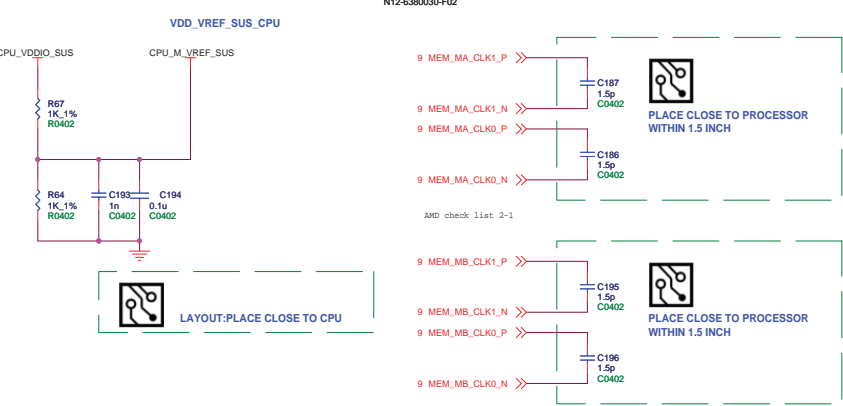 N12-6380030-F02
VDD_VREF_SUS_CPU
CPU_VDDIO_SUS
CPU_M_VREF_SUS
R67
1K_1%
R0402
R64
1K_1%
R0402
C193
1n
C0402
C194
0.1u
C0402
LAYOUT:PLACE CLOSE TO CPU
9 MEM_MA_CLK1_P
C187
1.5p
C0402
9 MEM_MA_CLK1_N
9 MEM_MA_CLK0_P
C186
1.5p
C0402
9 MEM_MA_CLK0_N
PLACE CLOSE TO PROCESSOR
WITHIN 1.5 INCH
AMD check list 2-1
9 MEM_MB_CLK1_P
C195
1.5p
C0402
9 MEM_MB_CLK1_N
9 MEM_MB_CLK0_P
C196
1.5p
C0402
9 MEM_MB_CLK0_N
PLACE CLOSE TO PROCESSOR
WITHIN 1.5 INCH